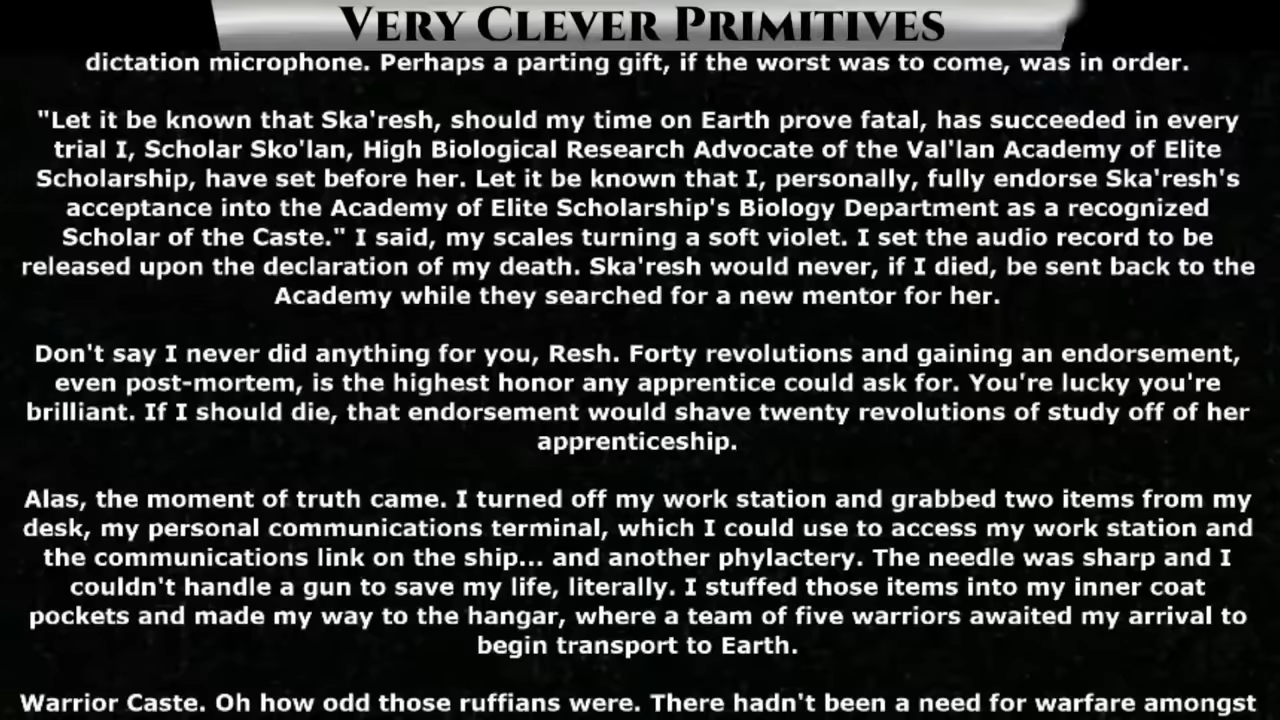 VERY CLEVER PRIMITIVES
dictation microphone. Perhaps a parting gift, if the worst was to come, was in order.
"Let it be known that Ska'resh, should my time on Earth prove fatal, has succeeded in every
trial I, Scholar Sko'lan, High Biological Research Advocate of the Val'lan Academy of Elite
Scholarship, have set before her. Let it be known that I, personally, fully endorse Ska'resh's
acceptance into the Academy of Elite Scholarship's Biology Department as a recognized
Scholar of the Caste." I said, my scales turning a soft violet. I set the audio record to be
released upon the declaration of my death. Ska'resh would never, if I died, be sent back to the
Academy while they searched for a new mentor for her.
Don't say I never did anything for you, Resh. Forty revolutions and gaining an endorsement,
even post-mortem, is the highest honor any apprentice could ask for. You're lucky you're
brilliant. If I should die, that endorsement would shave twenty revolutions of study off of her
apprenticeship.
Alas, the moment of truth came. I turned off my work station and grabbed two items from my
desk, my personal communications terminal, which I could use to access my work station and
the communications link on the ship... and another phylactery. The needle was sharp and I
couldn't handle a gun to save my life, literally. I stuffed those items into my inner coat
pockets and made my way to the hangar, where a team of five warriors awaited my arrival to
begin transport to Earth.
Warrior Caste. Oh how odd those ruffians were. There hadn't been a need for warfare amongst